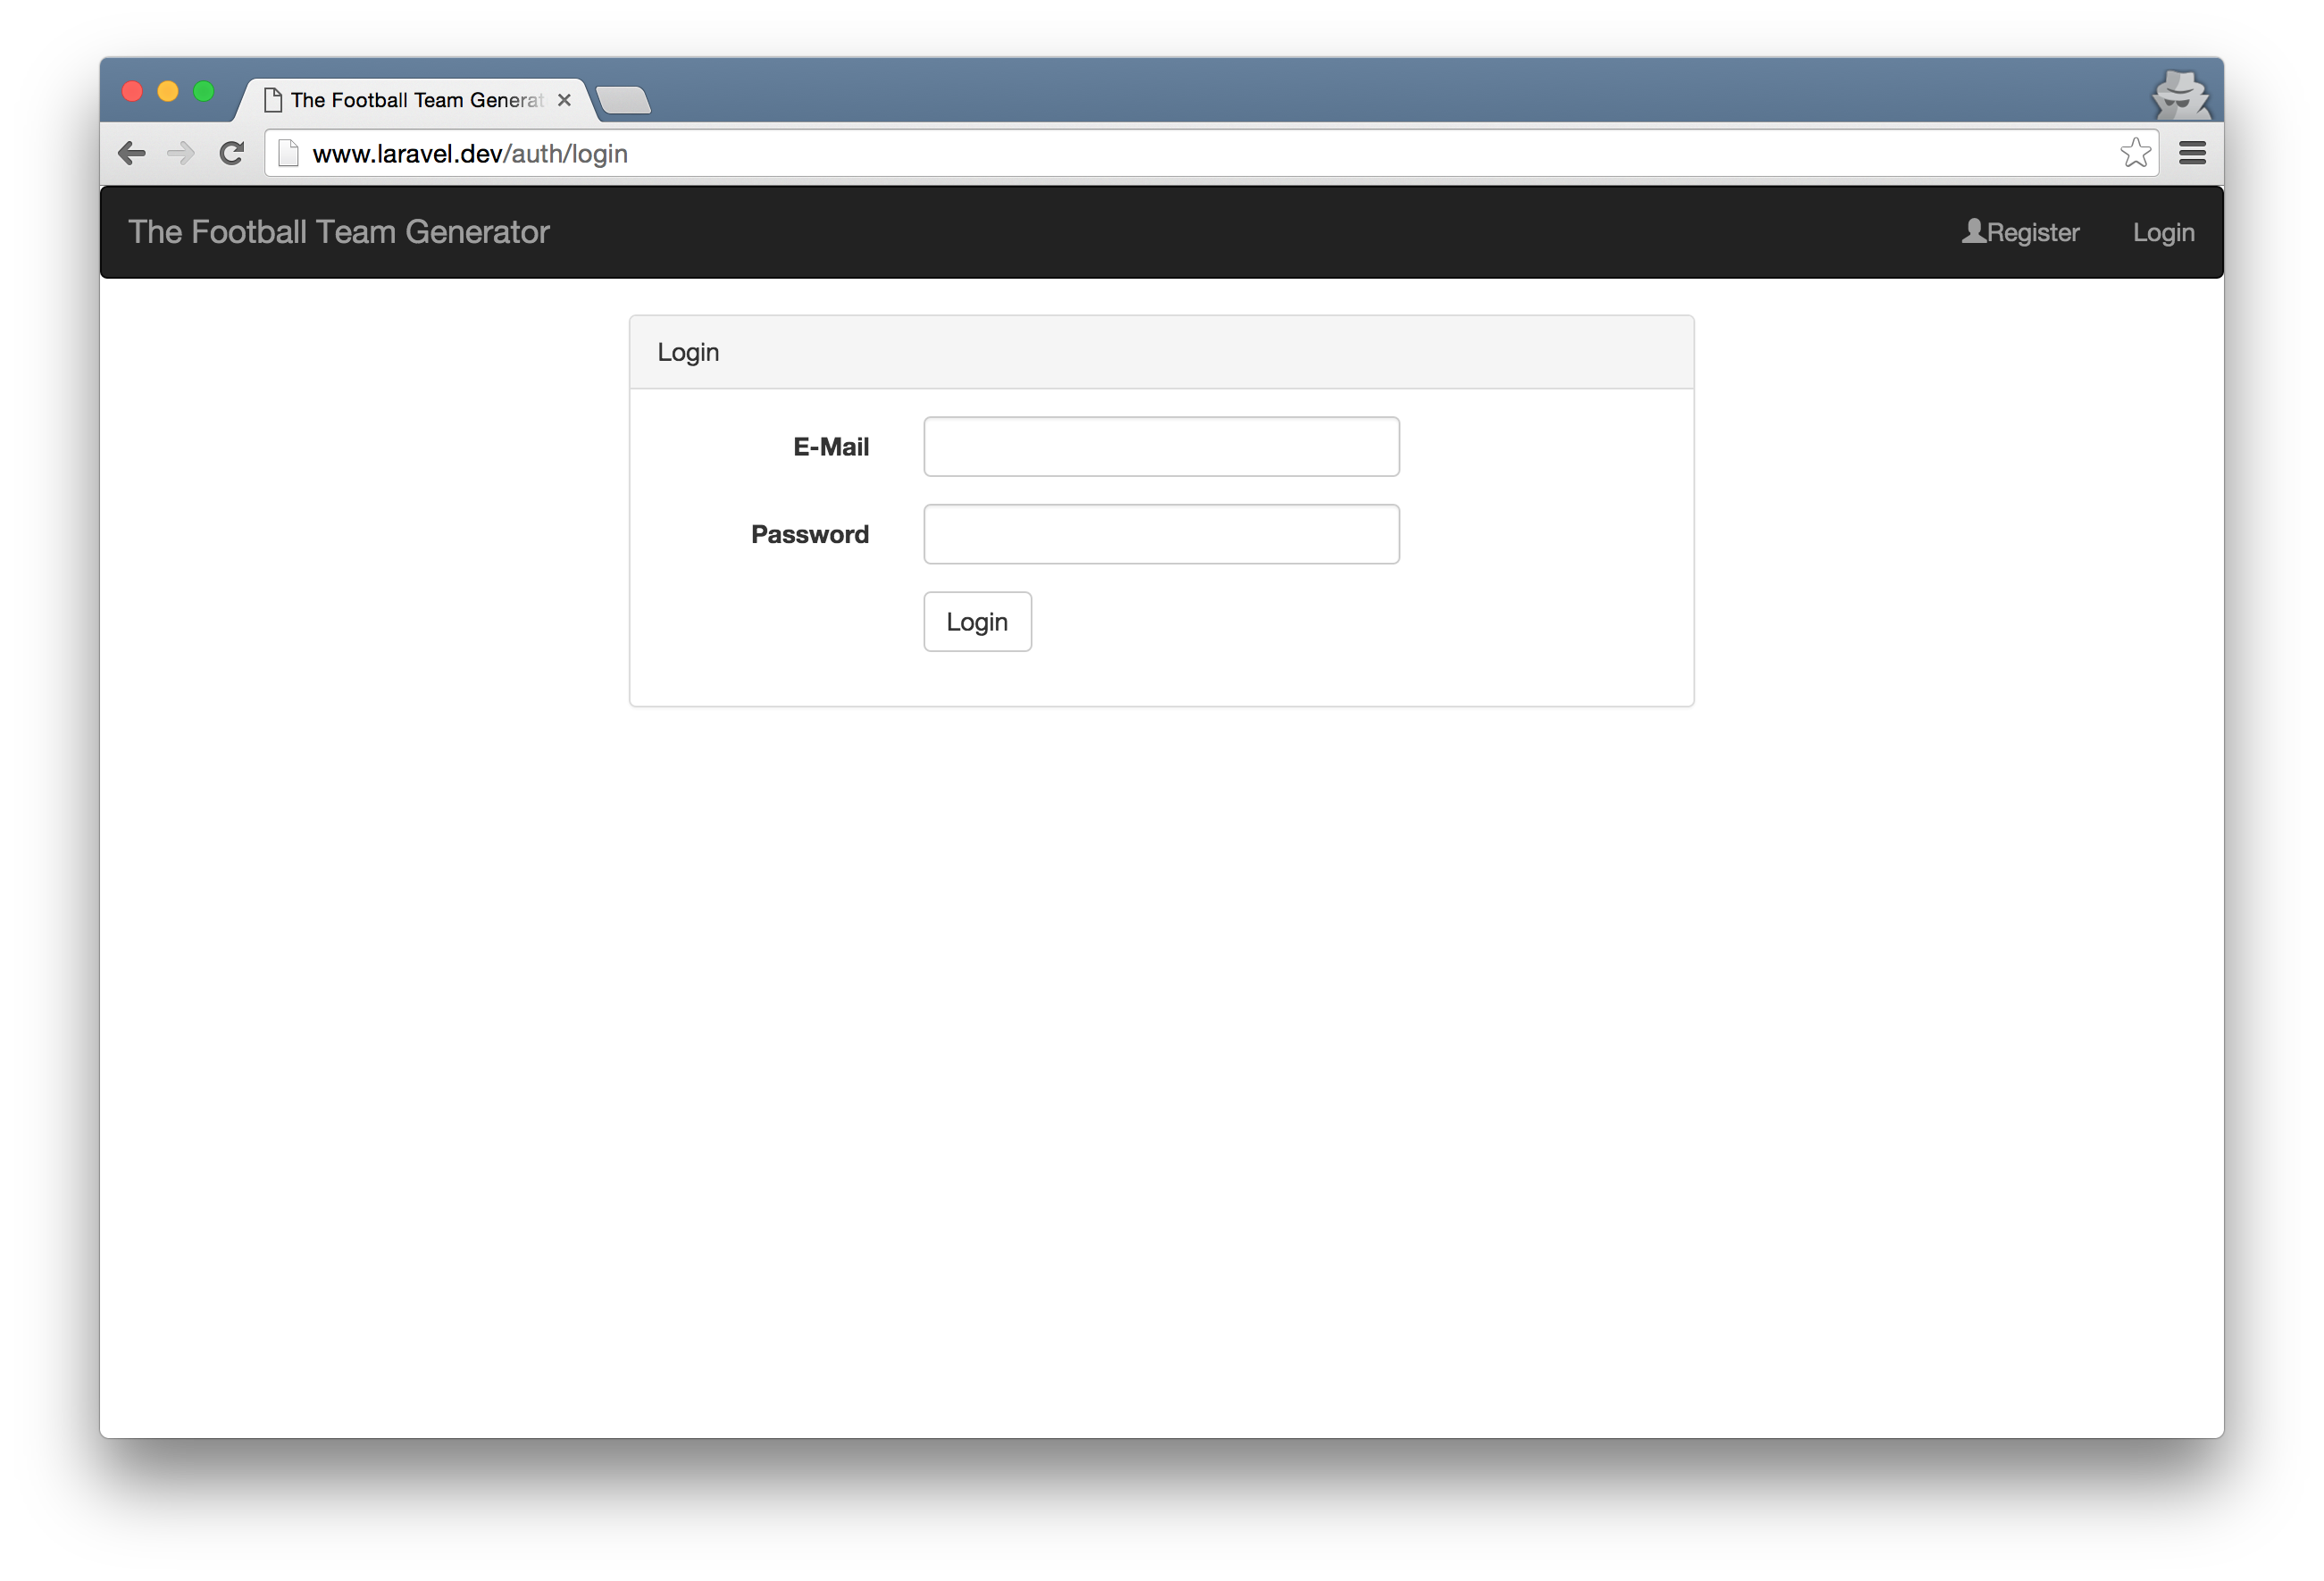 The Football Team Generat
www.laravel.dev/auth/login
The Football Team Generator
Register
Login
Login
E-Mail
Password
Login